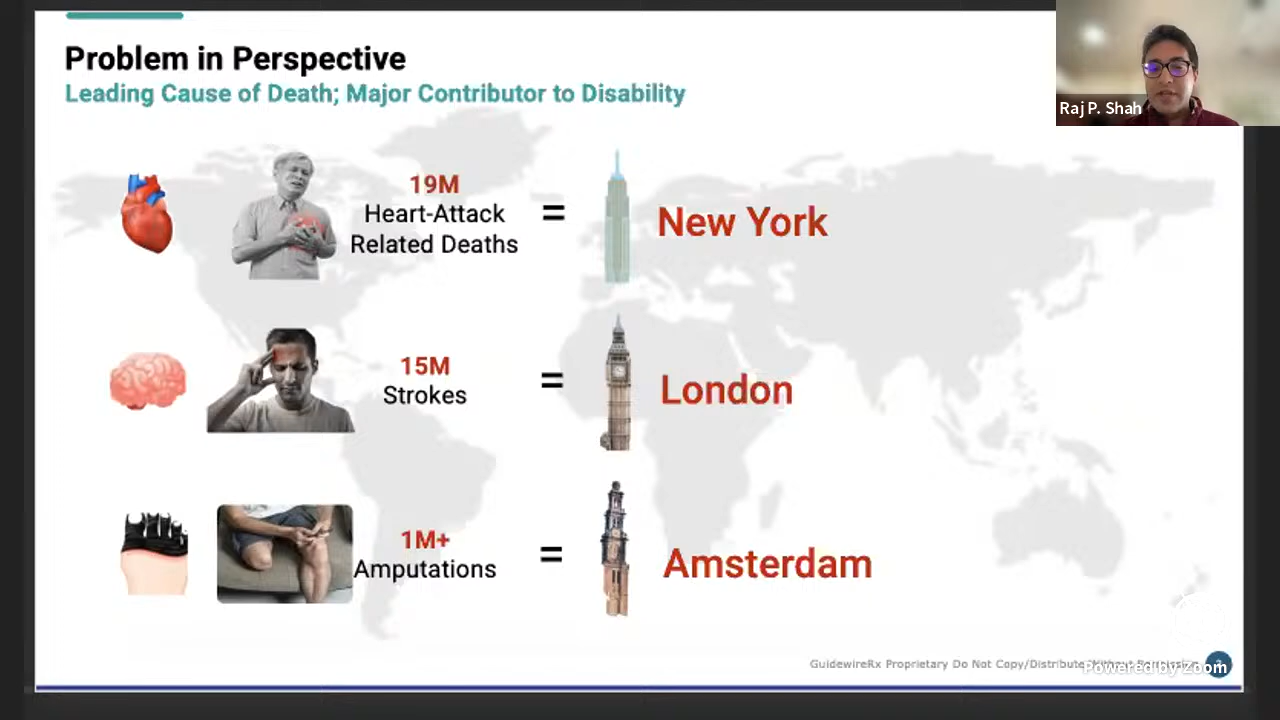 Problem in Perspective
Leading Cause of Death; Major Contributor to Disability
Raj P. Shah
19M
Heart-Attack
Related Deaths
=
New York
15M
Strokes
=
London
1M+
Amputations
=
Amsterdam
GuidewireRx Proprietary Do Not Copy/Distribute Without
Powered by Zoom